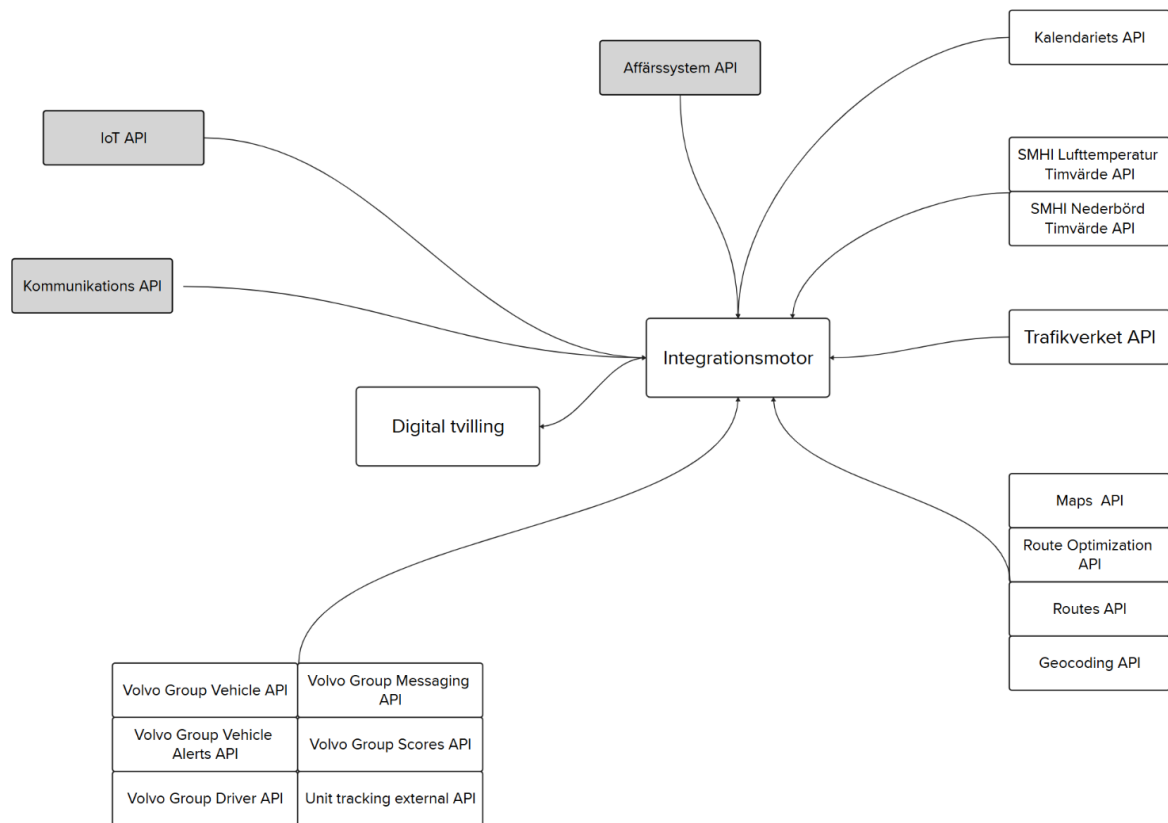 Kalendariets API
Affärssystem API
IoT API
SMHI Lufttemperatur
Timvärde API
SMHI Nederbörd
Timvärde API
Kommunikations API
Trafikverket API
Integrationsmotor
Digital tvilling
Maps API
Route Optimization
API
Routes API
Geocoding API
Volvo Group Vehicle API
Volvo Group Messaging
API
Volvo Group Vehicle
Alerts API
Volvo Group Scores API
Volvo Group Driver API
Unit tracking external API